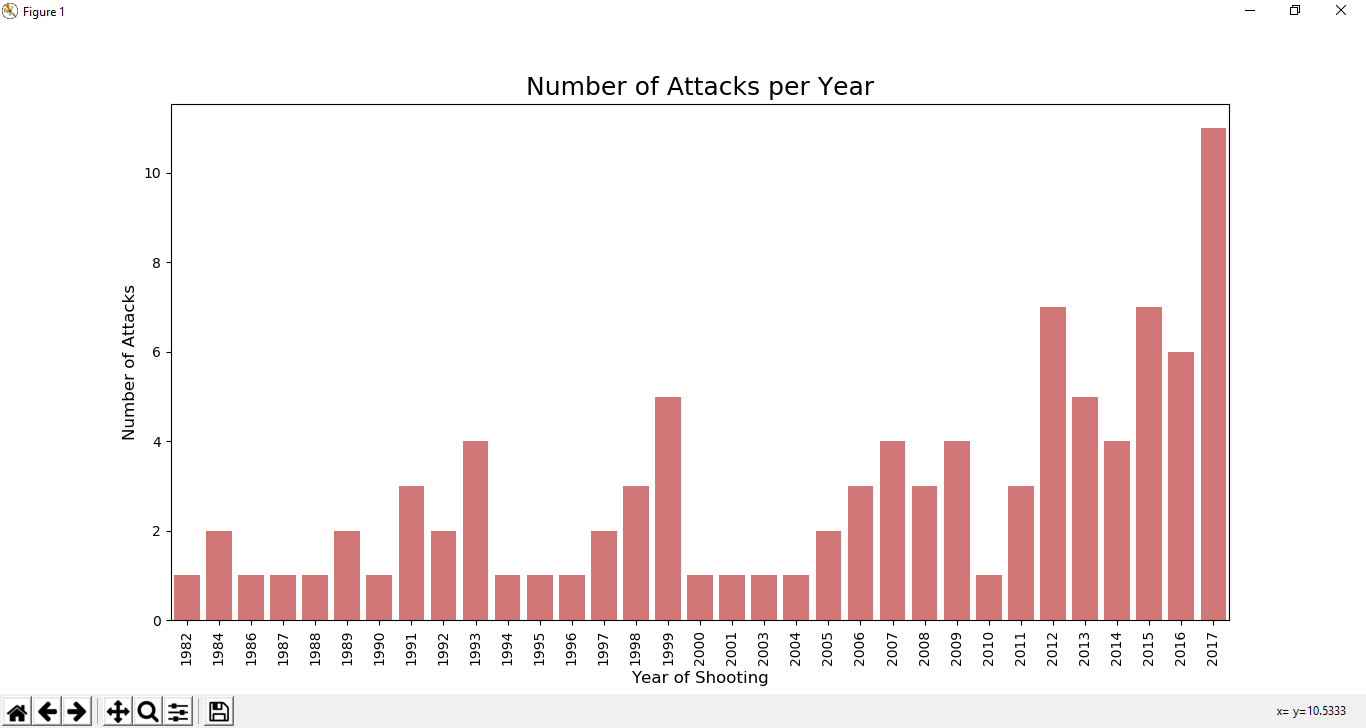 Figure 1
Number of Attacks per Year
Number of Attacks
10
8
6
4
2
0
1982 1984 1986 1987 1988 1989 1990 1991 1992 1993 1994 1995 1996 1997 1998 1999 2000 2001 2003 2004 2005 2006 2007 2008 2009 2010 2011 2012 2013 2014 2015 2016 2017
Year of Shooting
x= y=10.5333